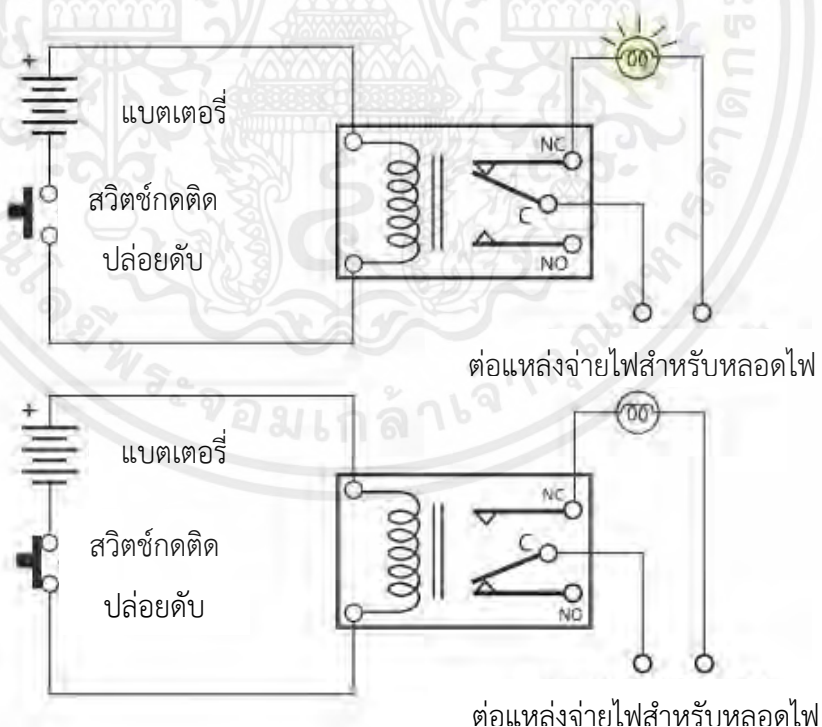 +
แบตเตอรี่
NC
สวิตช์กดติด
C
ปล่อยดับ
NO
ต่อแหล่งจ่ายไฟสำหรับหลอดไฟ
+
แบตเตอรี่
NC
สวิตช์กดติด
C
ปล่อยดับ
NO
ต่อแหล่งจ่ายไฟสำหรับหลอดไฟ